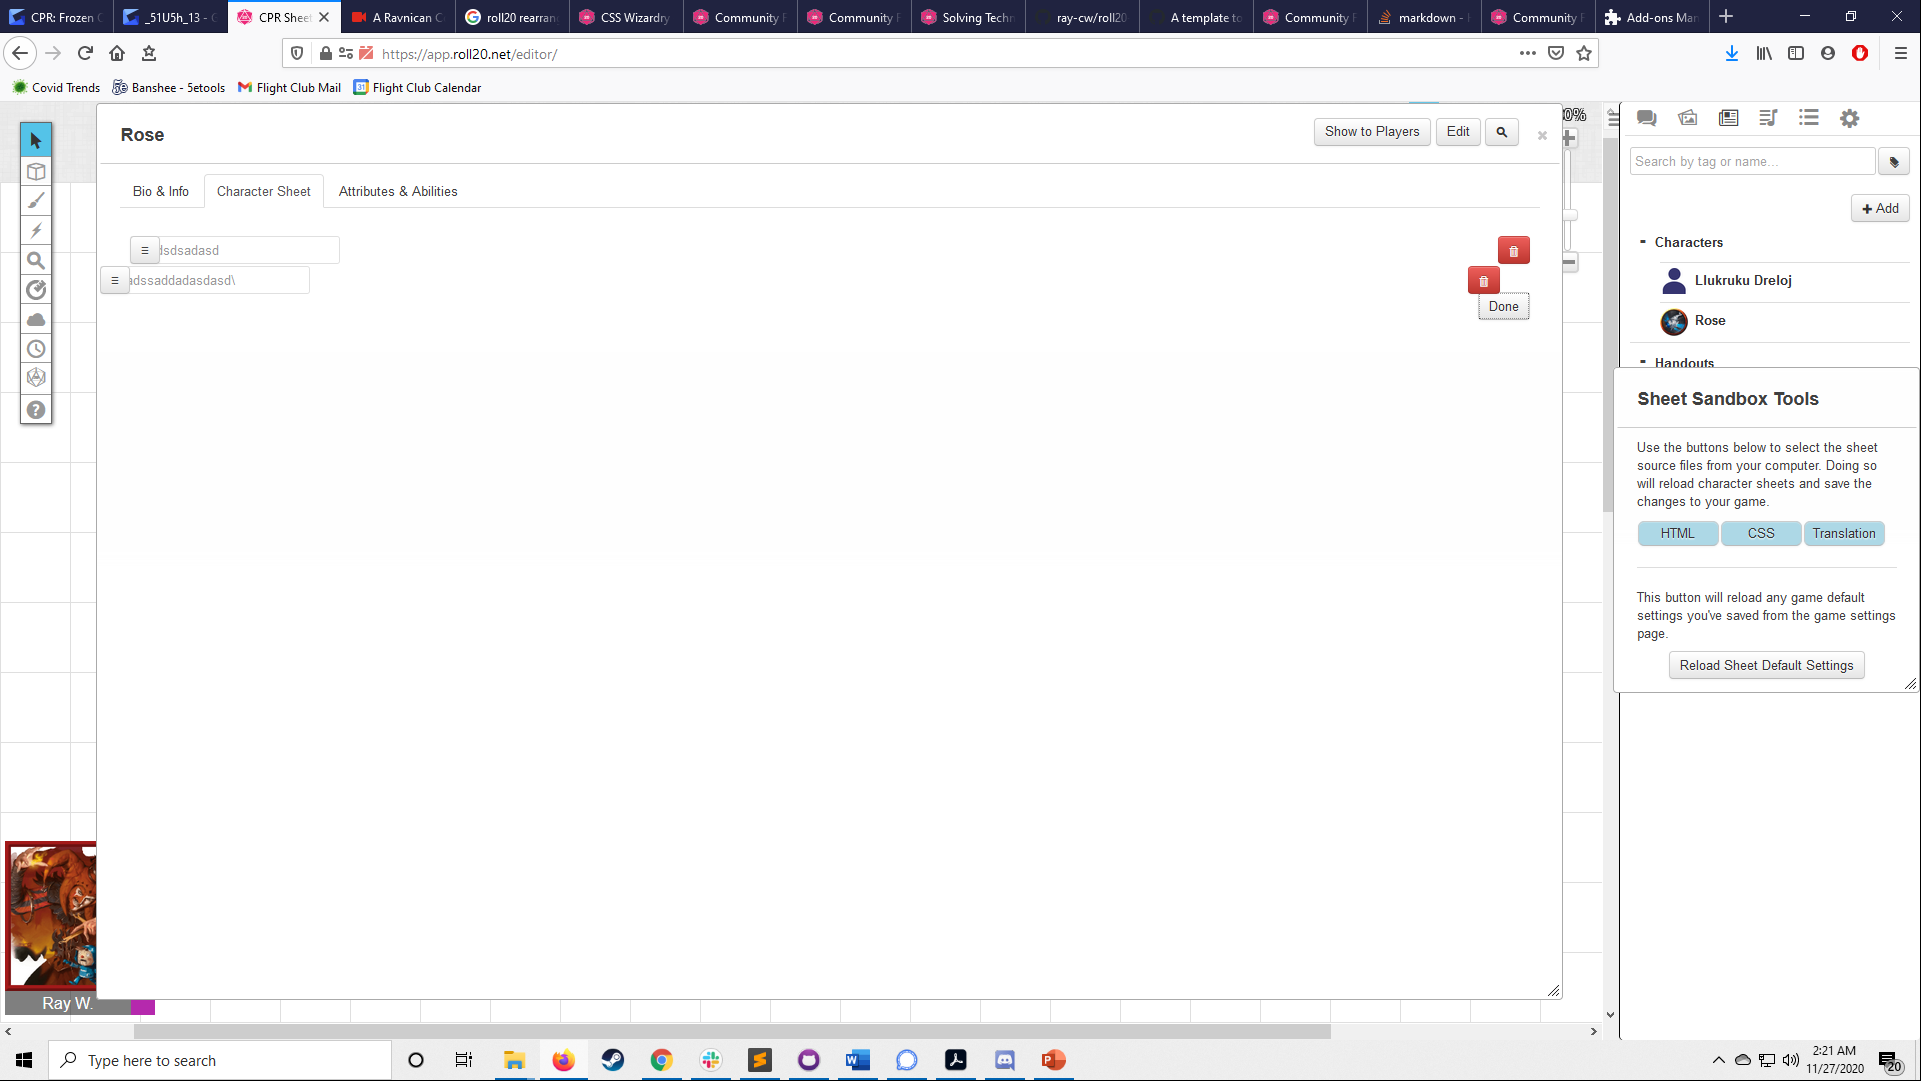 CPR: Frozen
_51U5h_13 -
CPR Sheet
A Ravnican
roll20 rearran
CSS Wizardry
Community
Community
Solving Techn
ray-cw/roll20
A template to
Community
markdown -
Community
Add-ons Man
https://app.roll20.net/editor/
Covid Trends
Banshee - 5etools
Flight Club Mail
Flight Club Calendar
Rose
Show to Players
Edit
Bio & Info
Character Sheet
Attributes & Abilities
dsdsadasd
adssaddadasdasd\
Done
Search by tag or name...
+ Add
- Characters
Llukruku Dreloj
Rose
- Handouts
Sheet Sandbox Tools
Use the buttons below to select the sheet
source files from your computer. Doing so
will reload character sheets and save the
changes to your game.
HTML
CSS
Translation
This button will reload any game default
settings you've saved from the game settings
page.
Reload Sheet Default Settings
Ray W.
Type here to search
2:21 AM
11/27/2020
20